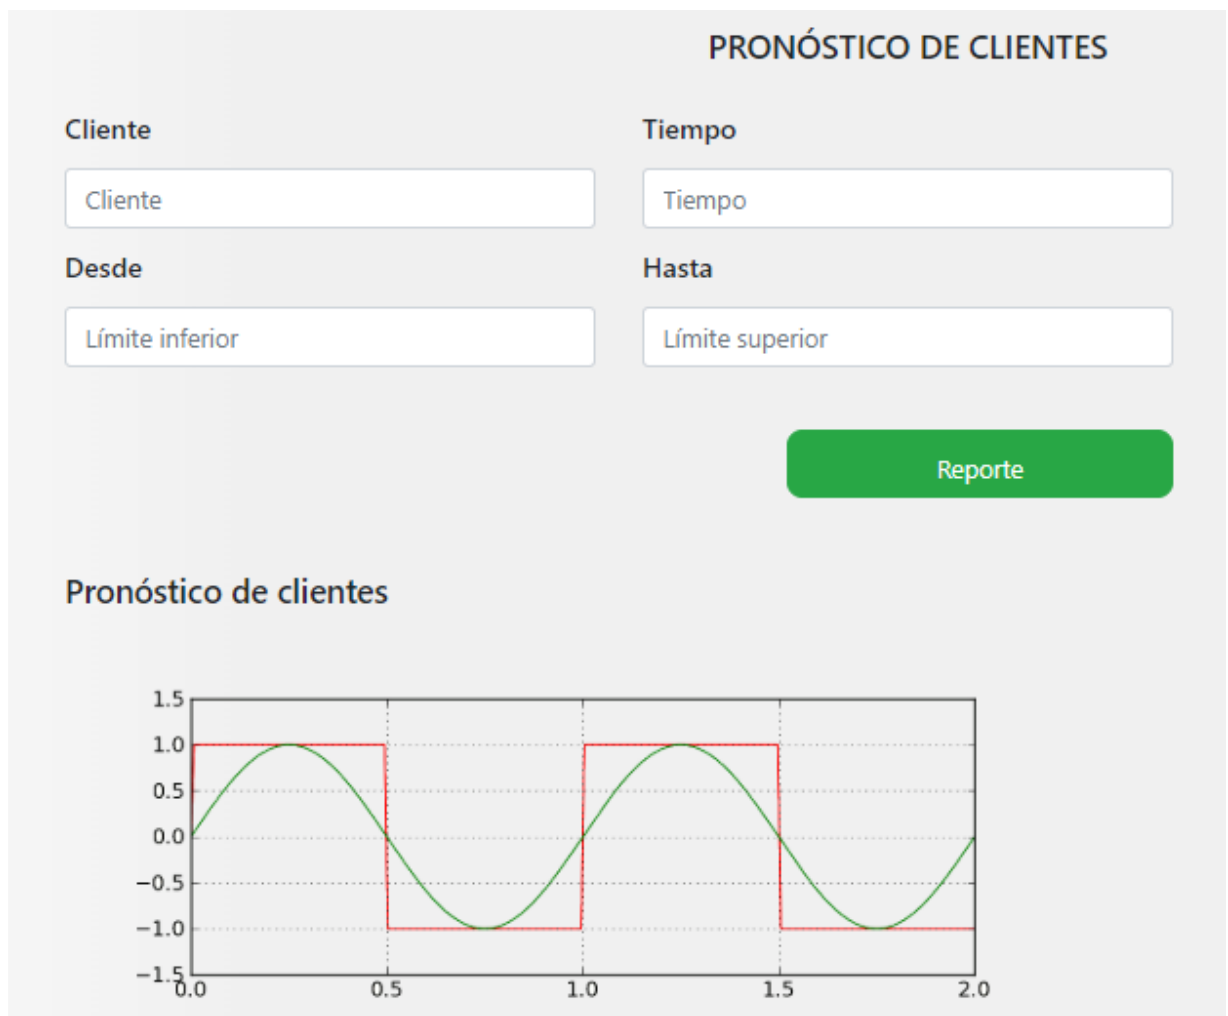 PRONÓSTICO DE CLIENTES
Cliente
Tiempo
Cliente
Tiempo
Desde
Hasta
Límite inferior
Límite superior
Reporte
Pronóstico de clientes
1.5
1.0
0.5
0.0
−0.5
−1.0
−1.5
0.0 0.5 1.0 1.5 2.0